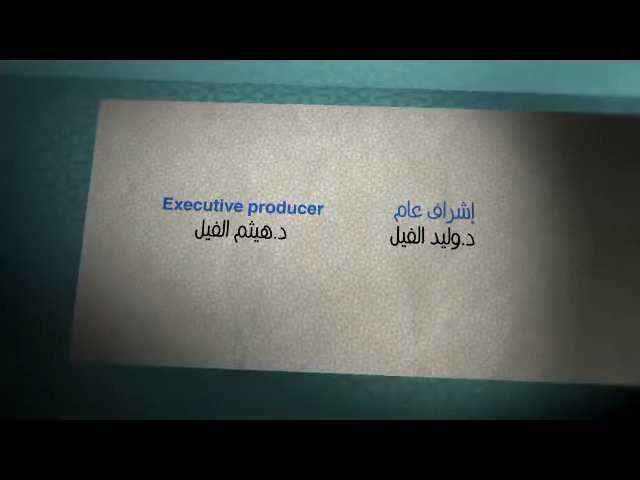 إشراف عام
د.وليد الفيل
Executive producer
د.هيثم الفيل